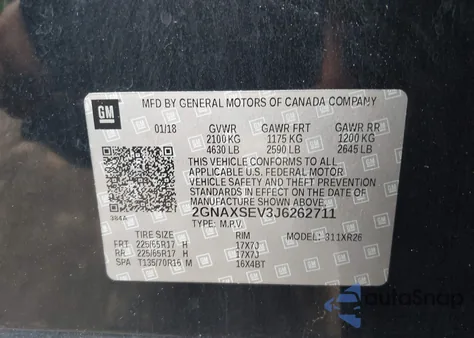 GM
MFD BY GENERAL MOTORS OF CANADA COMPANY
01/18 GVWR GAWR FRT GAWR RR
2100 KG 1175 KG 1200 KG
4630 LB 2590 LB 2645 LB
THIS VEHICLE CONFORMS TO ALL
APPLICABLE U.S. FEDERAL MOTOR
VEHICLE SAFETY AND THEFT PREVENTION
STANDARDS IN EFFECT ON THE DATE OF
MANUFACTURE SHOWN ABOVE.
2GNAXSEV3J6262711
TYPE: M.P.V.
384A
TIRE SIZE RIM MODEL: 311XR26
FRT 225/65R17 H 17X7J
RR 225/65R17 H 17X7J
SPA T135/70R16 M 16X4BT
autoSnap